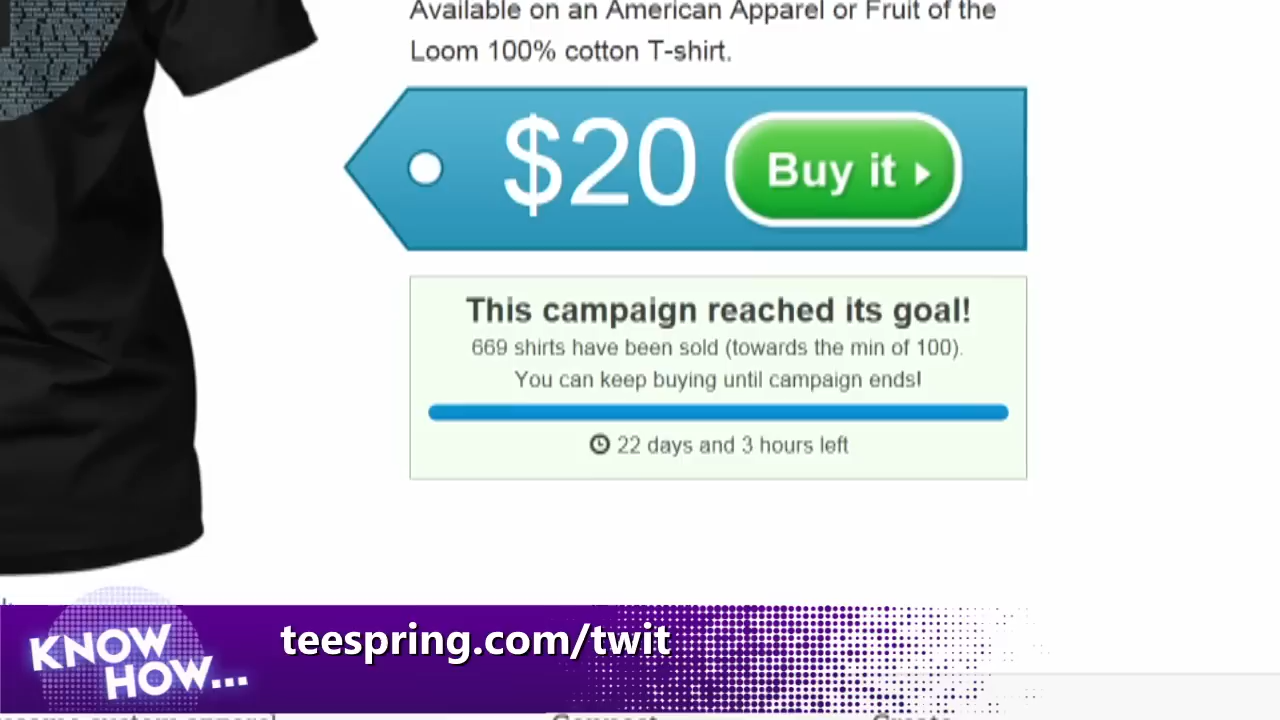 Available on an American Apparel or Fruit of the
Loom 100% cotton T-shirt.
$20
Buy it
This campaign reached its goal!
669 shirts have been sold (towards the min of 100).
You can keep buying until campaign ends!
22 days and 3 hours left
KNOW
HOW...
teespring.com/twit